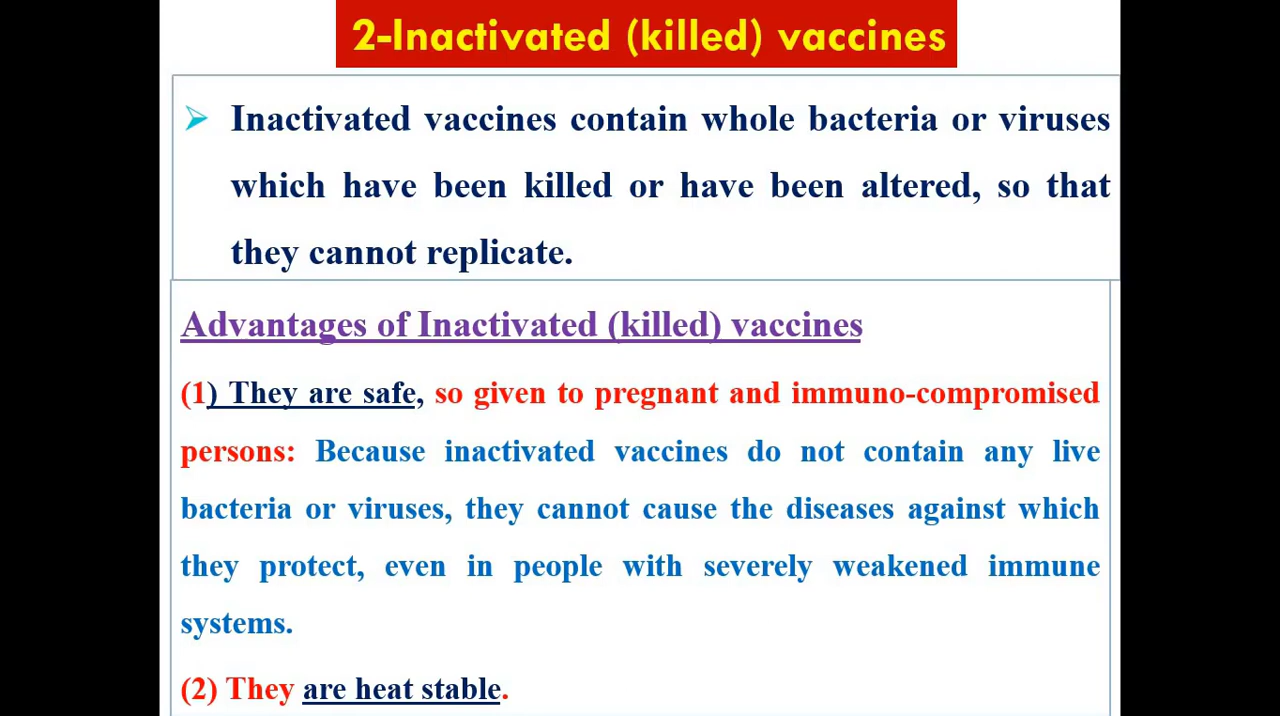 2-Inactivated (killed) vaccines
Inactivated vaccines contain whole bacteria or viruses
which have been killed or have been altered, so that
they cannot replicate.
Advantages of Inactivated (killed) vaccines
(1) They are safe, so given to pregnant and immuno-compromised
persons: Because inactivated vaccines do not contain any live
bacteria or viruses, they cannot cause the diseases against which
they protect, even in people with severely weakened immune
systems.
(2) They are heat stable.